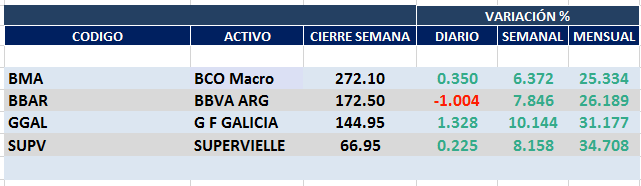 VARIACIÓN %
CODIGO ACTIVO CIERRE SEMANA DIARIO SEMANAL MENSUAL
BMA BCO Macro 272.10 0.350 6.372 25.334
BBAR BBVA ARG 172.50 -1.004 7.846 26.189
GGAL G F GALICIA 144.95 1.328 10.144 31.177
SUPV SUPERVIELLE 66.95 0.225 8.158 34.708